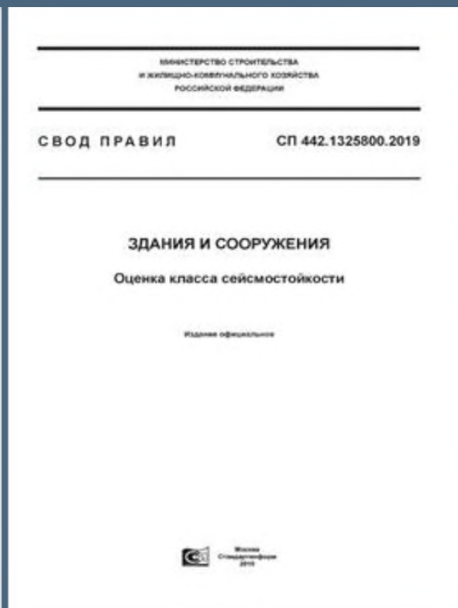 МИНИСТЕРСТВО СТРОИТЕЛЬСТВА
И ЖИЛИЩНО-КОММУНАЛЬНОГО ХОЗЯЙСТВА
РОССИЙСКОЙ ФЕДЕРАЦИИ
СВОД ПРАВИЛ СП 442.1325800.2019
ЗДАНИЯ И СООРУЖЕНИЯ
Оценка класса сейсмостойкости
Издание официальное
Москва
Стандартинформ
2019